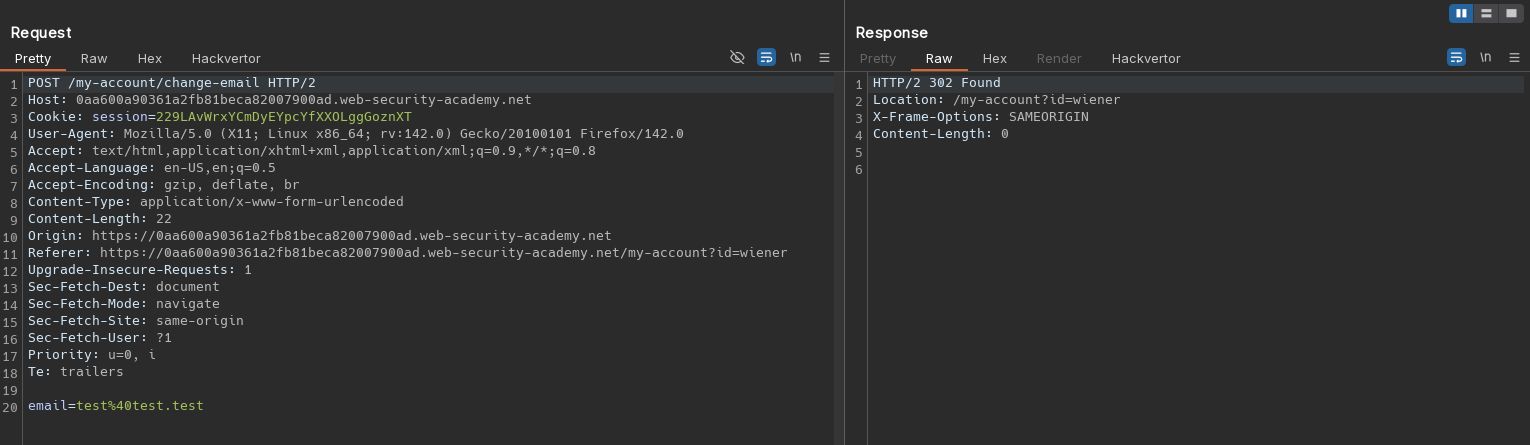 Request
Pretty Raw Hex Hackvertor \n
1 POST /my-account/change-email HTTP/2
2 Host: 0aa600a90361a2fb81beca82007900ad.web-security-academy.net
3 Cookie: session=229LAvWrxYCmDyEYpcYfXXOLggGoznXT
4 User-Agent: Mozilla/5.0 (X11; Linux x86_64; rv:142.0) Gecko/20100101 Firefox/142.0
5 Accept: text/html,application/xhtml+xml,application/xml;q=0.9,*/*;q=0.8
6 Accept-Language: en-US,en;q=0.5
7 Accept-Encoding: gzip, deflate, br
8 Content-Type: application/x-www-form-urlencoded
9 Content-Length: 22
10 Origin: https://0aa600a90361a2fb81beca82007900ad.web-security-academy.net
11 Referer: https://0aa600a90361a2fb81beca82007900ad.web-security-academy.net/my-account?id=wiener
12 Upgrade-Insecure-Requests: 1
13 Sec-Fetch-Dest: document
14 Sec-Fetch-Mode: navigate
15 Sec-Fetch-Site: same-origin
16 Sec-Fetch-User: ?1
17 Priority: u=0, i
18 Te: trailers
19
20 email=test%40test.test
Response
Pretty Raw Hex Render Hackvertor \n
1 HTTP/2 302 Found
2 Location: /my-account?id=wiener
3 X-Frame-Options: SAMEORIGIN
4 Content-Length: 0
5
6